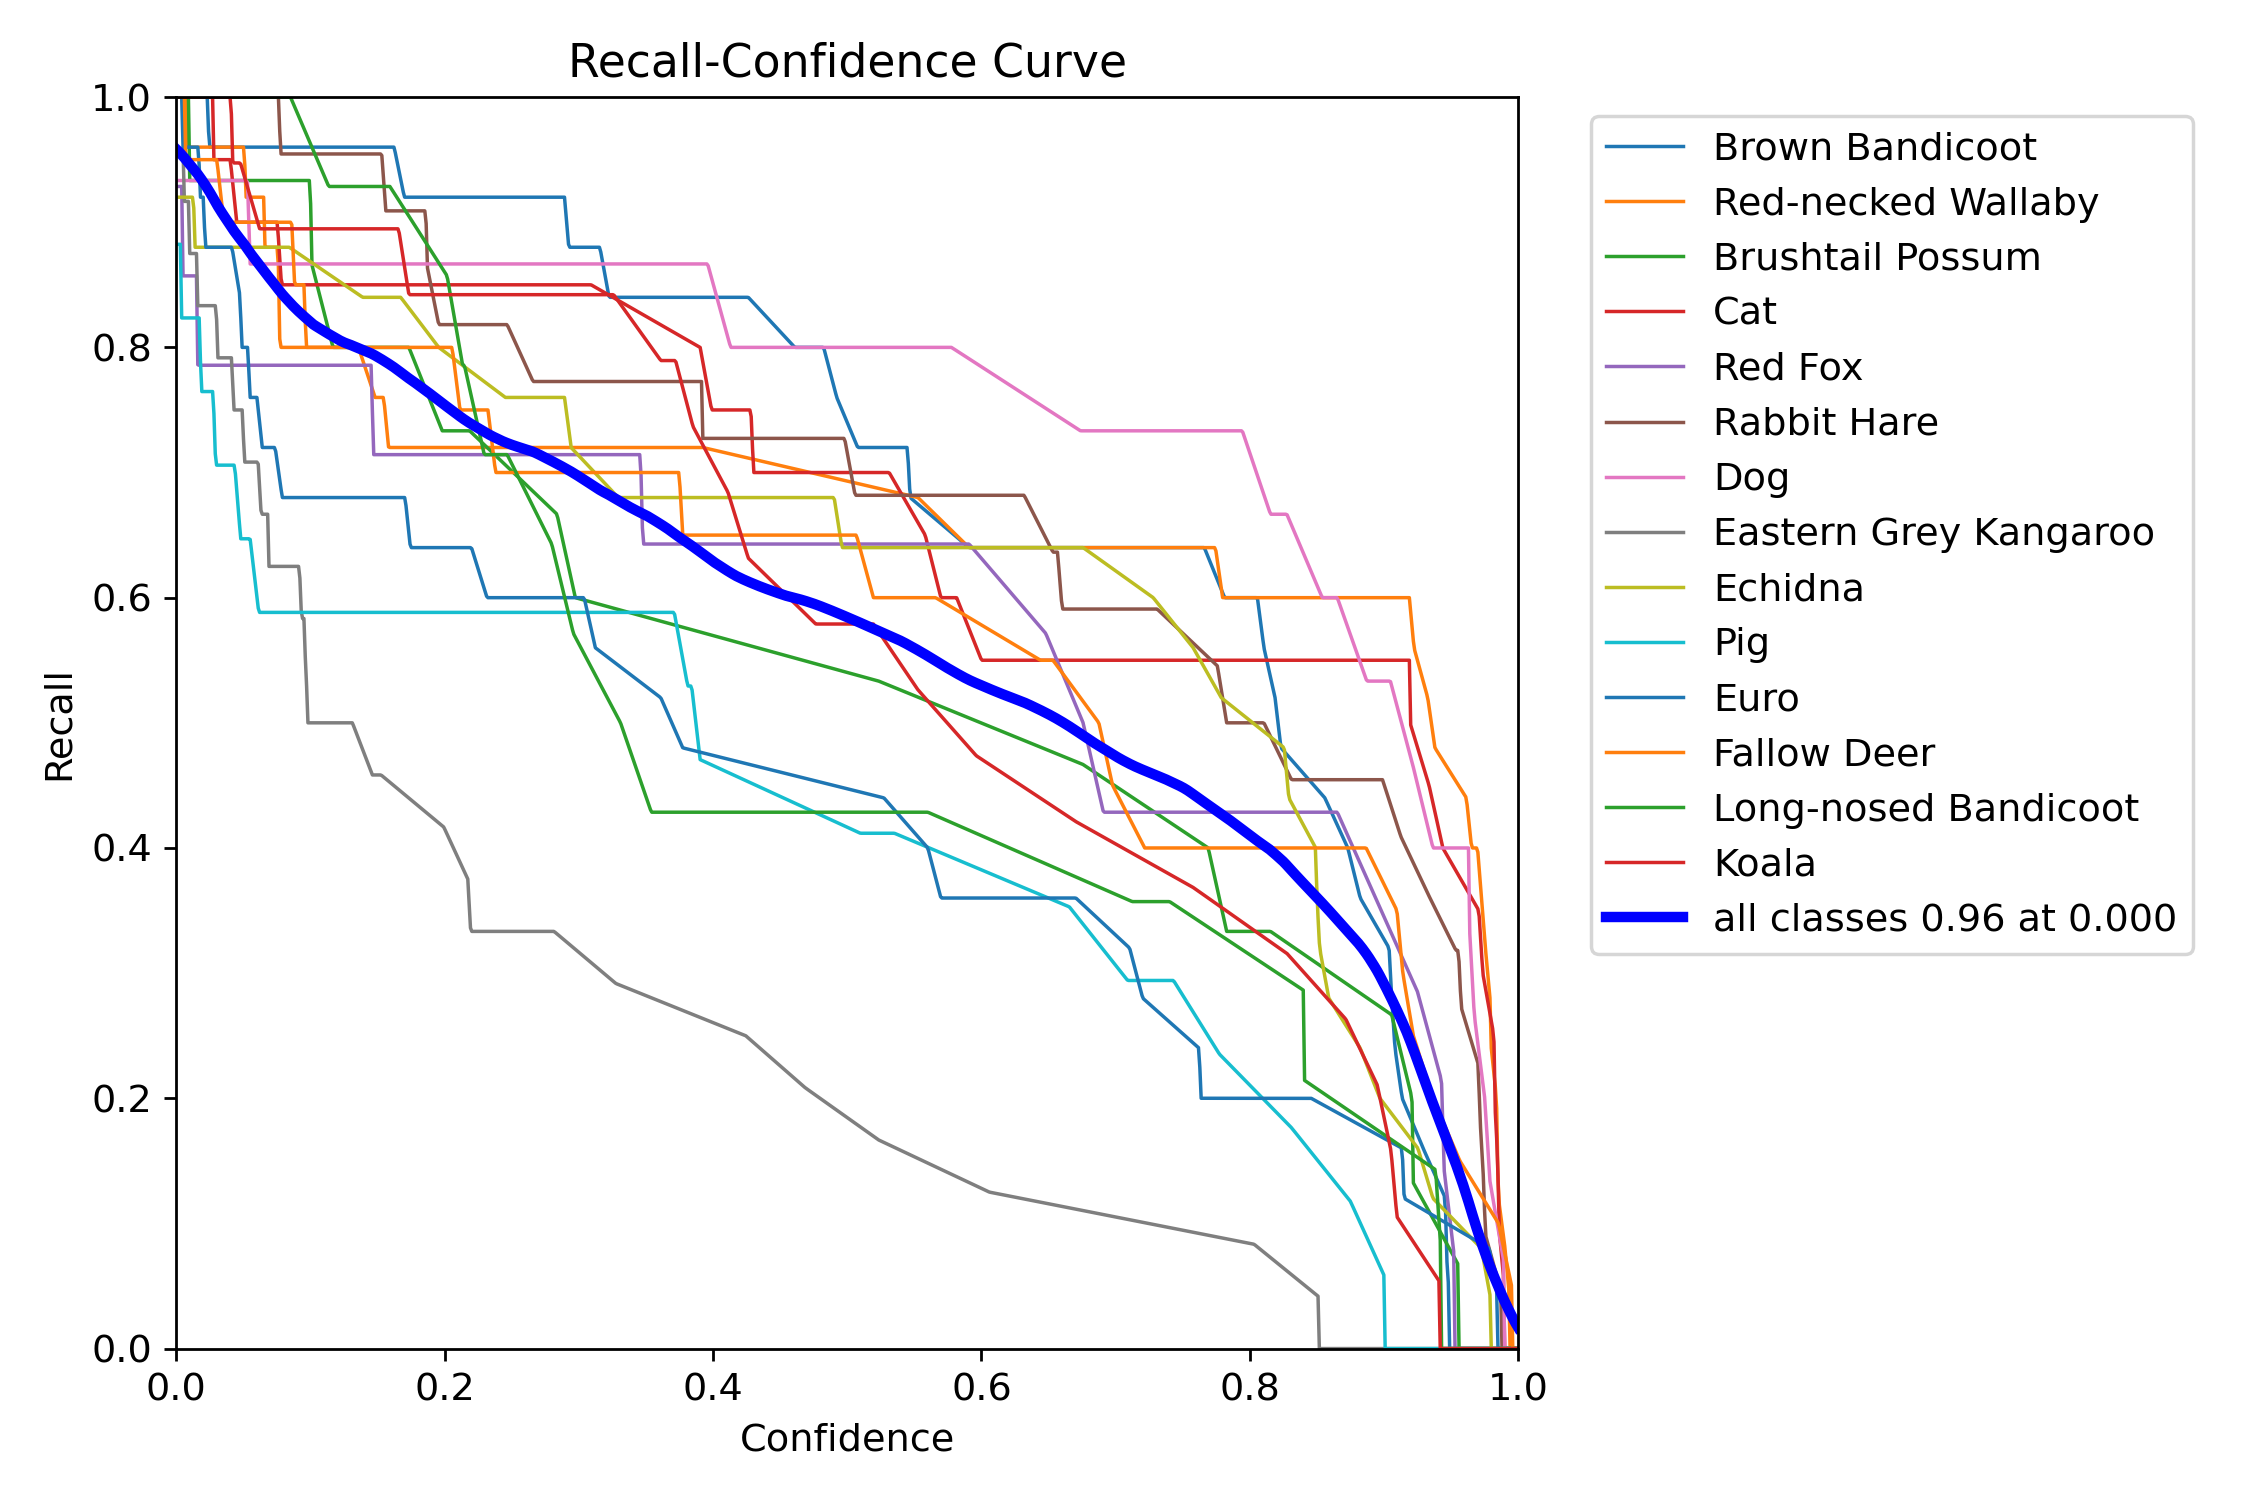 Recall-Confidence Curve
1.0
0.8
0.6
0.4
0.2
0.0
Recall
0.0 0.2 0.4 0.6 0.8 1.0
Confidence
Brown Bandicoot
Red-necked Wallaby
Brushtail Possum
Cat
Red Fox
Rabbit Hare
Dog
Eastern Grey Kangaroo
Echidna
Pig
Euro
Fallow Deer
Long-nosed Bandicoot
Koala
all classes 0.96 at 0.000